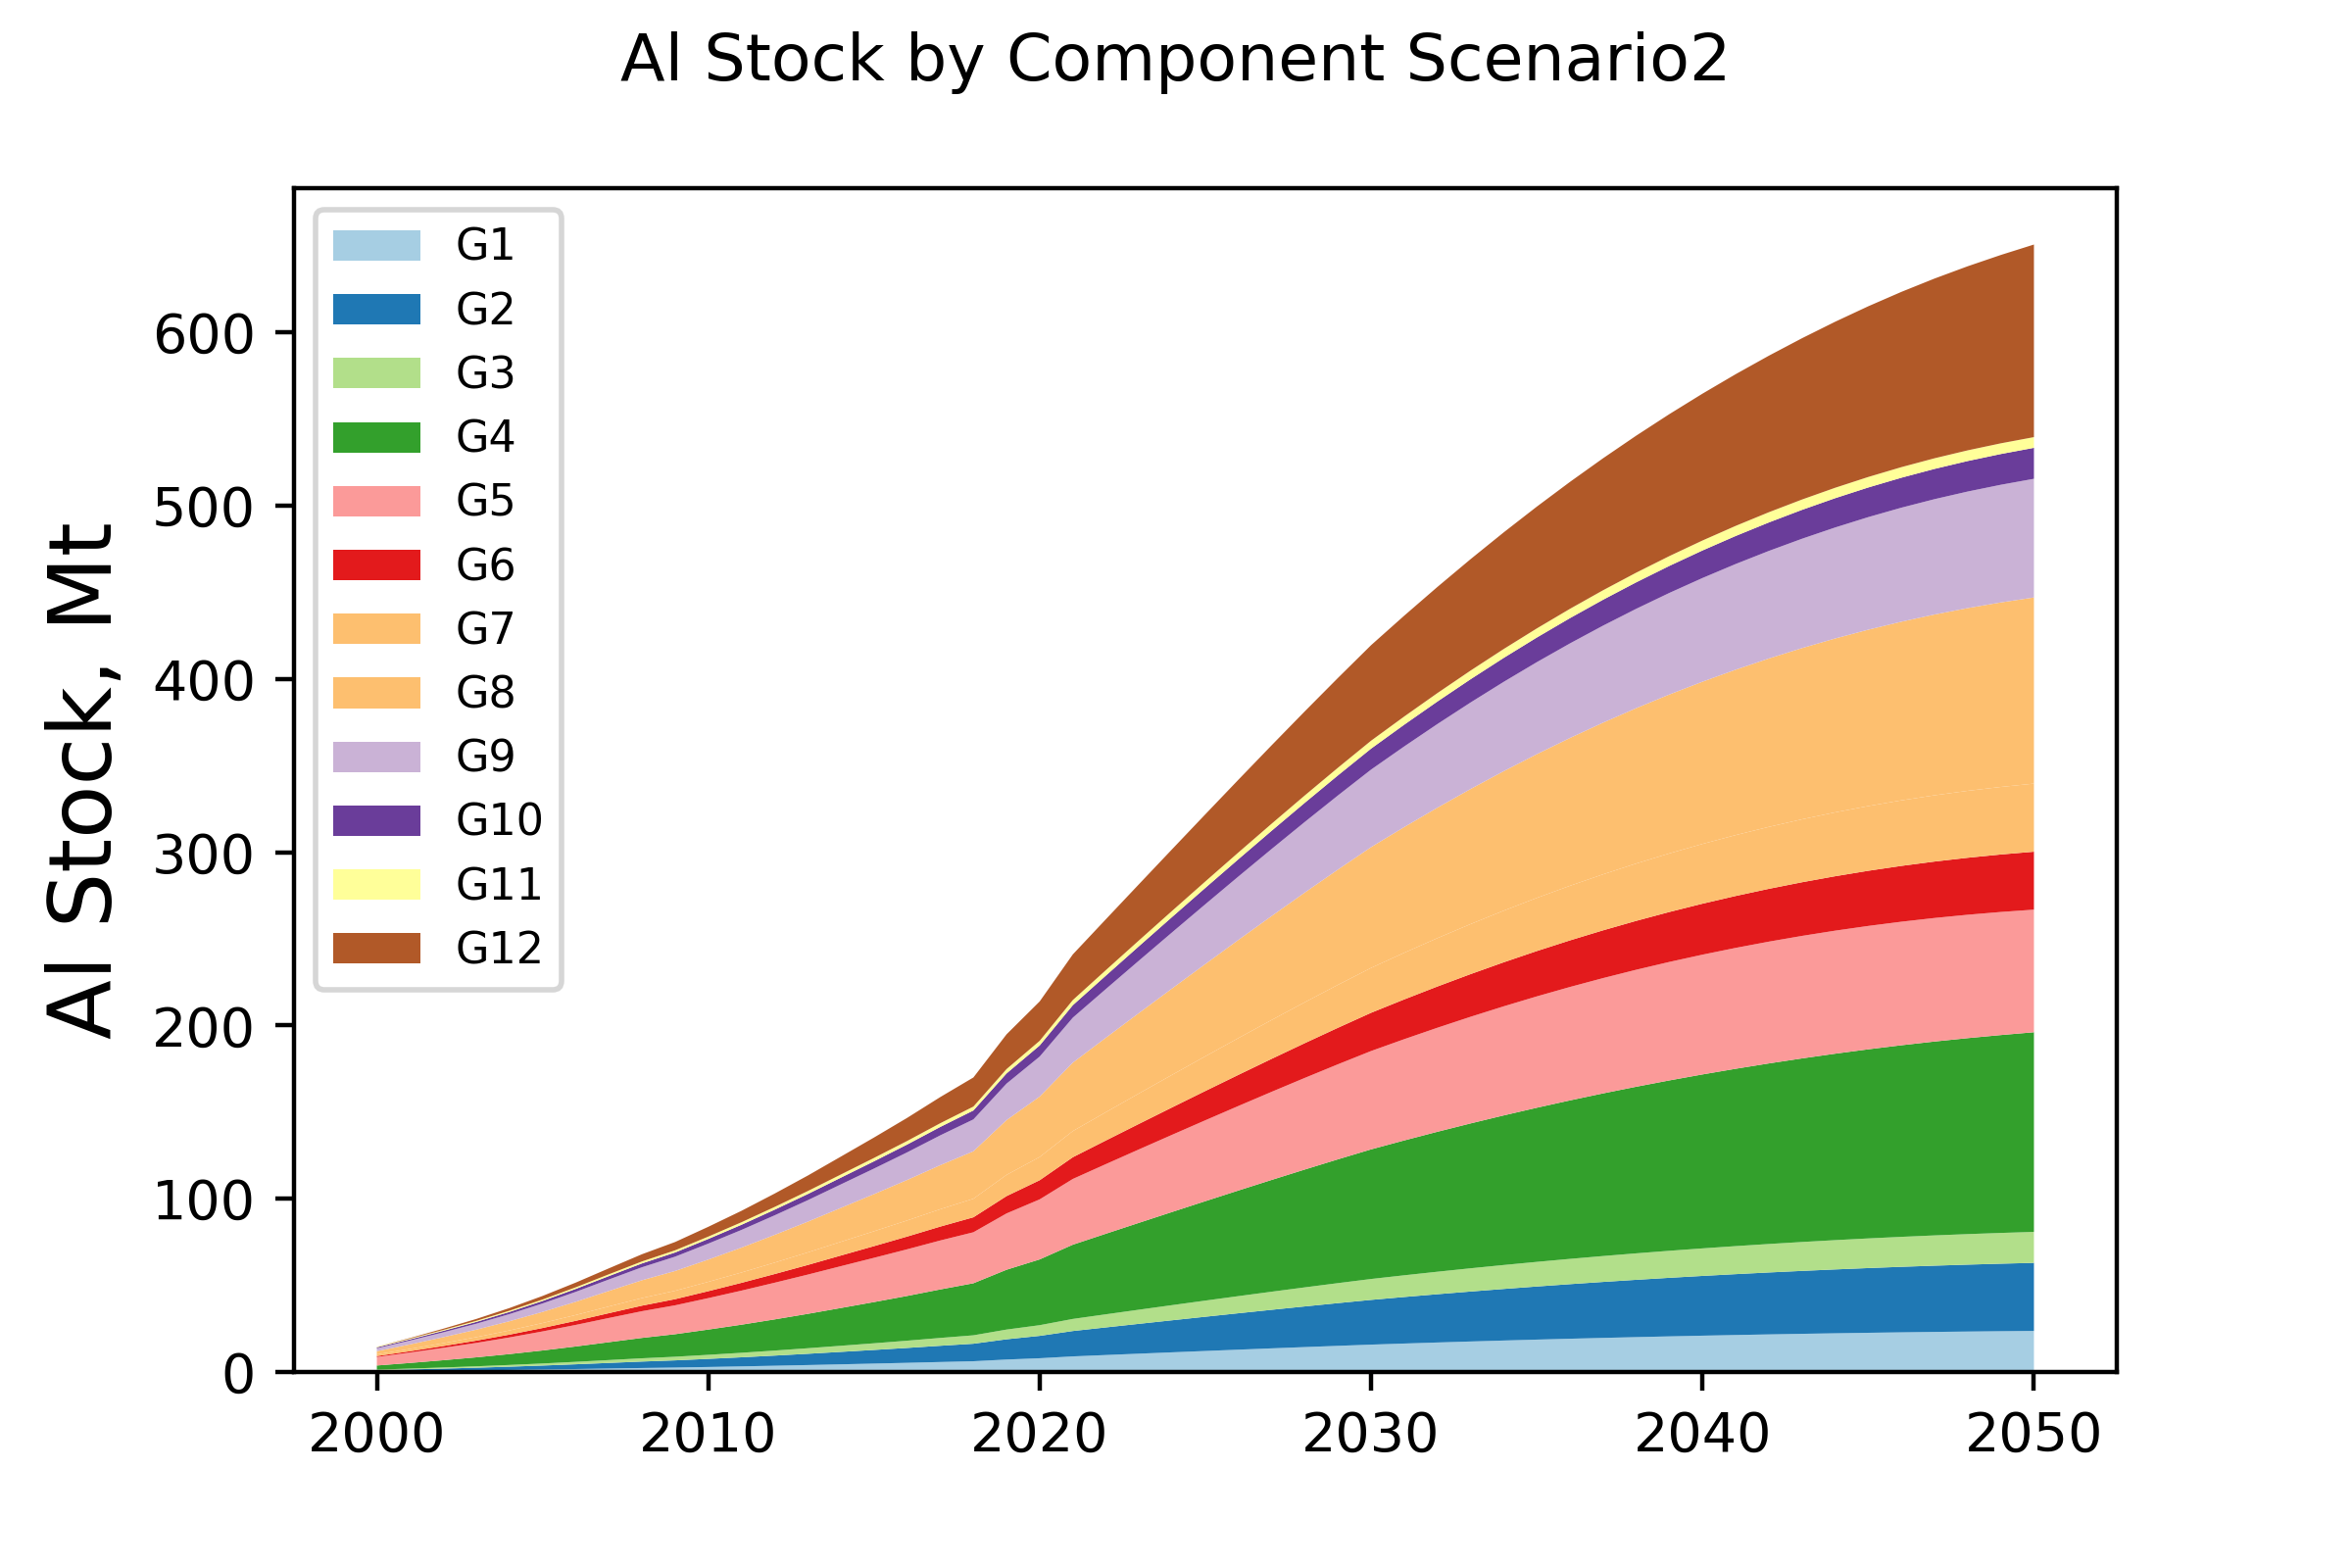 Al Stock by Component Scenario2
Al Stock, Mt
600
500
400
300
200
100
0
G1
G2
G3
G4
G5
G6
G7
G8
G9
G10
G11
G12
2000 2010 2020 2030 2040 2050